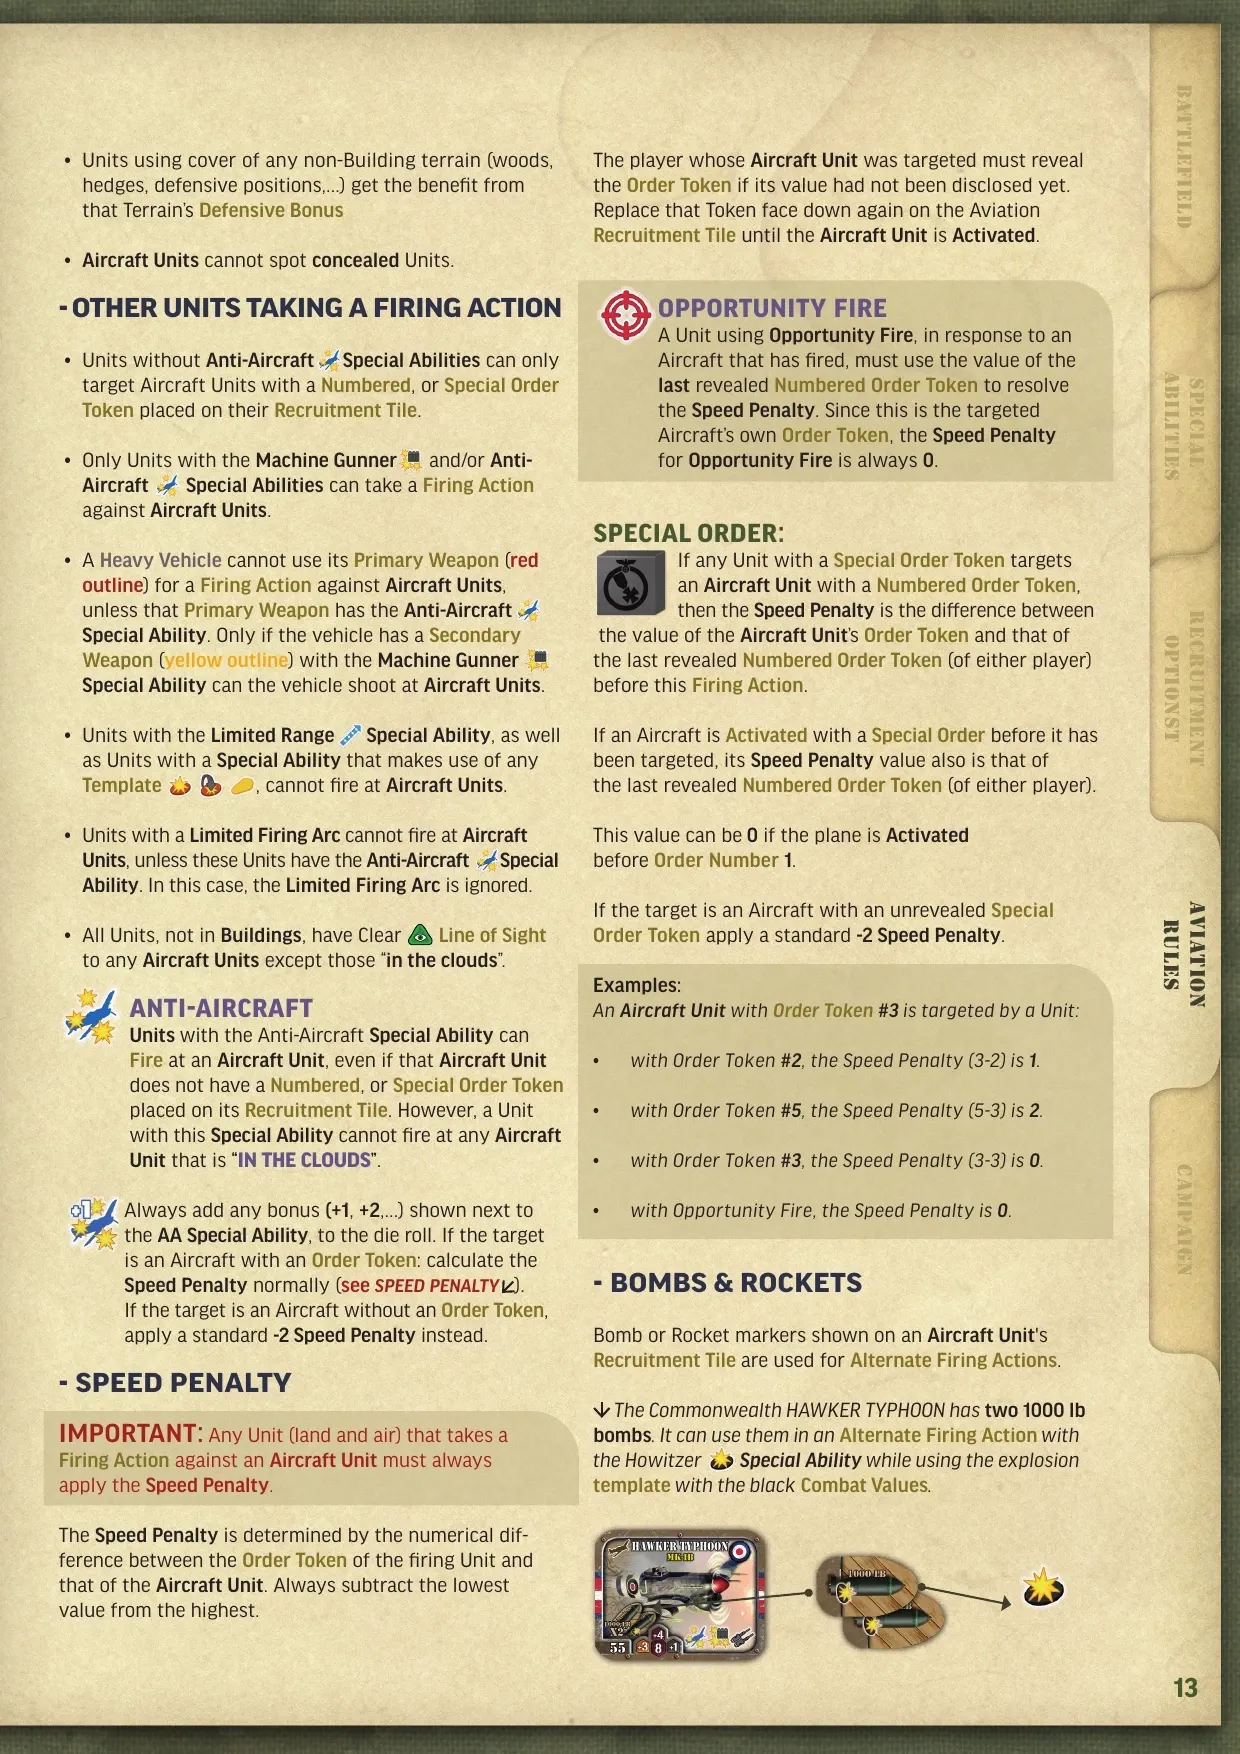 • Units using cover of any non-Building terrain (woods,
hedges, defensive positions,...) get the benefit from
that Terrain's Defensive Bonus
• Aircraft Units cannot spot concealed Units.
- OTHER UNITS TAKING A FIRING ACTION
• Units without Anti-Aircraft Special Abilities can only
target Aircraft Units with a Numbered, or Special Order
Token placed on their Recruitment Tile.
• Only Units with the Machine Gunner and/or Anti-
Aircraft Special Abilities can take a Firing Action
against Aircraft Units.
• A Heavy Vehicle cannot use its Primary Weapon (red
outline) for a Firing Action against Aircraft Units,
unless that Primary Weapon has the Anti-Aircraft
Special Ability. Only if the vehicle has a Secondary
Weapon (yellow outline) with the Machine Gunner
Special Ability can the vehicle shoot at Aircraft Units.
• Units with the Limited Range Special Ability, as well
as Units with a Special Ability that makes use of any
Template , cannot fire at Aircraft Units.
• Units with a Limited Firing Arc cannot fire at Aircraft
Units, unless these Units have the Anti-Aircraft Special
Ability. In this case, the Limited Firing Arc is ignored.
• All Units, not in Buildings, have Clear Line of Sight
to any Aircraft Units except those "in the clouds".
ANTI-AIRCRAFT
Units with the Anti-Aircraft Special Ability can
Fire at an Aircraft Unit, even if that Aircraft Unit
does not have a Numbered, or Special Order Token
placed on its Recruitment Tile. However, a Unit
with this Special Ability cannot fire at any Aircraft
Unit that is "IN THE CLOUDS".
+1
Always add any bonus (+1, +2,...) shown next to
the AA Special Ability, to the die roll. If the target
is an Aircraft with an Order Token: calculate the
Speed Penalty normally (see SPEED PENALTY↙).
If the target is an Aircraft without an Order Token,
apply a standard -2 Speed Penalty instead.
- SPEED PENALTY
IMPORTANT: Any Unit (land and air) that takes a
Firing Action against an Aircraft Unit must always
apply the Speed Penalty.
The Speed Penalty is determined by the numerical dif-
ference between the Order Token of the firing Unit and
that of the Aircraft Unit. Always subtract the lowest
value from the highest.
The player whose Aircraft Unit was targeted must reveal
the Order Token if its value had not been disclosed yet.
Replace that Token face down again on the Aviation
Recruitment Tile until the Aircraft Unit is Activated.
OPPORTUNITY FIRE
A Unit using Opportunity Fire, in response to an
Aircraft that has fired, must use the value of the
last revealed Numbered Order Token to resolve
the Speed Penalty. Since this is the targeted
Aircraft's own Order Token, the Speed Penalty
for Opportunity Fire is always 0.
SPECIAL ORDER:
If any Unit with a Special Order Token targets
an Aircraft Unit with a Numbered Order Token,
then the Speed Penalty is the difference between
the value of the Aircraft Unit's Order Token and that of
the last revealed Numbered Order Token (of either player)
before this Firing Action.
If an Aircraft is Activated with a Special Order before it has
been targeted, its Speed Penalty value also is that of
the last revealed Numbered Order Token (of either player).
This value can be 0 if the plane is Activated
before Order Number 1.
If the target is an Aircraft with an unrevealed Special
Order Token apply a standard -2 Speed Penalty.
Examples:
An Aircraft Unit with Order Token #3 is targeted by a Unit:
• with Order Token #2, the Speed Penalty (3-2) is 1.
• with Order Token #5, the Speed Penalty (5-3) is 2.
• with Order Token #3, the Speed Penalty (3-3) is 0.
• with Opportunity Fire, the Speed Penalty is 0.
- BOMBS & ROCKETS
Bomb or Rocket markers shown on an Aircraft Unit's
Recruitment Tile are used for Alternate Firing Actions.
↓ The Commonwealth HAWKER TYPHOON has two 1000 lb
bombs. It can use them in an Alternate Firing Action with
the Howitzer Special Ability while using the explosion
template with the black Combat Values.
HAWKER TYPHOON
MK.IB
1000 LB
X2
55
-3
+4
8
+1
1000 LB
BATTLEFIELD
SPECIAL
ABILITIES
RECRUITMENT
OPTIONS
AVIATION
RULES
CAMPAIGN
13